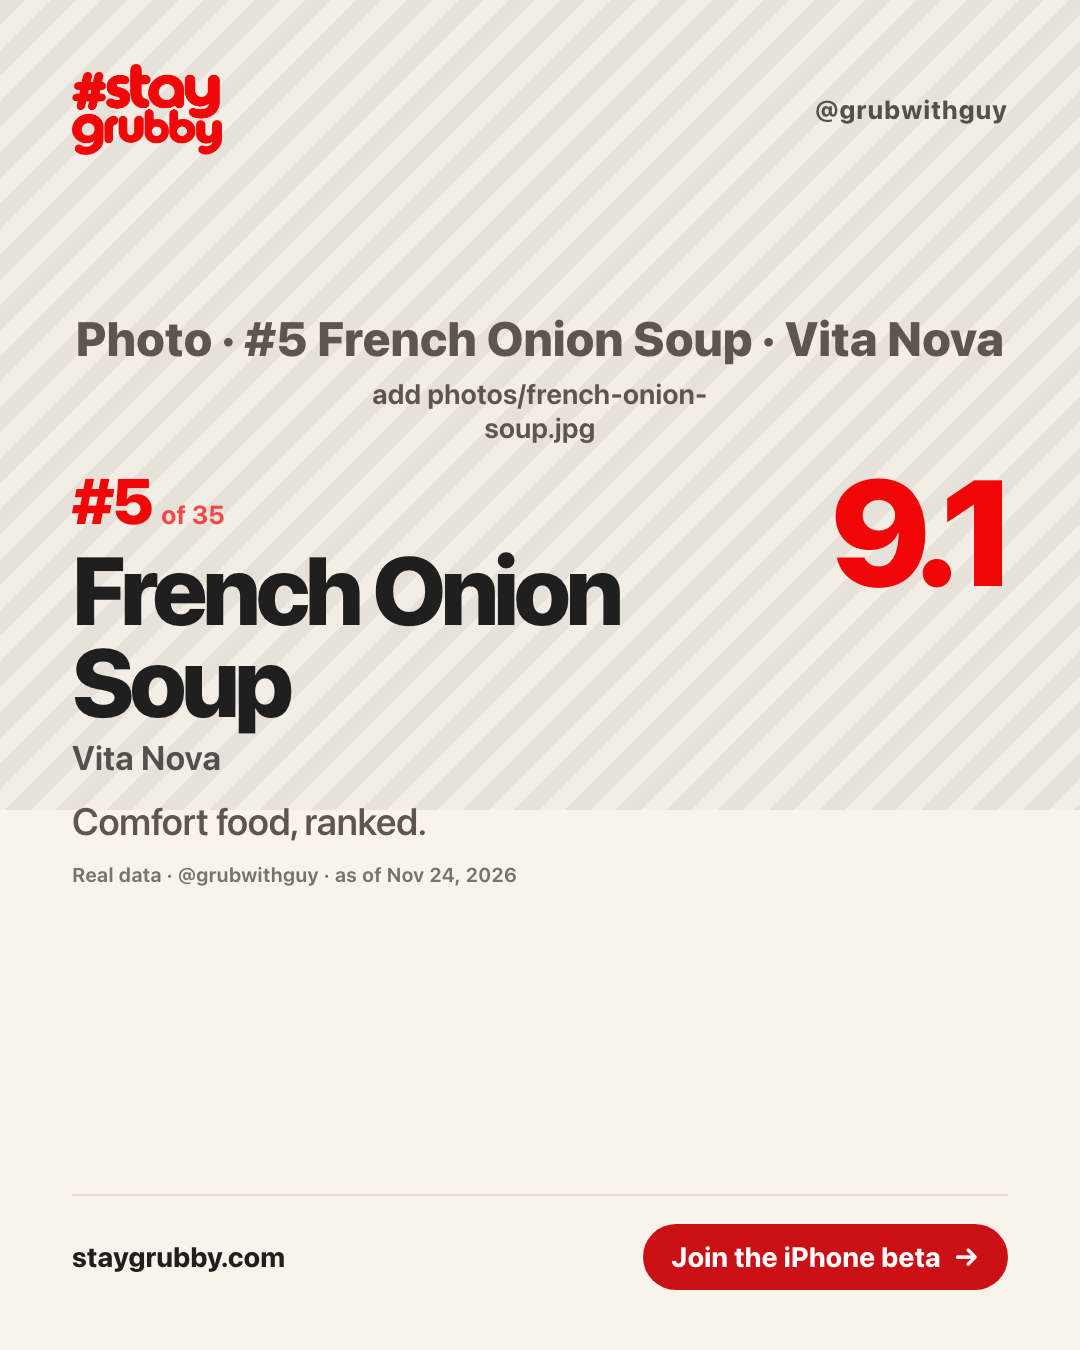 #stay
grubby
@grubwithguy
Photo · #5 French Onion Soup · Vita Nova
add photos/french-onion-
soup.jpg
#5 of 35
9.1
French Onion
Soup
Vita Nova
Comfort food, ranked.
Real data · @grubwithguy · as of Nov 24, 2026
staygrubby.com
Join the iPhone beta →